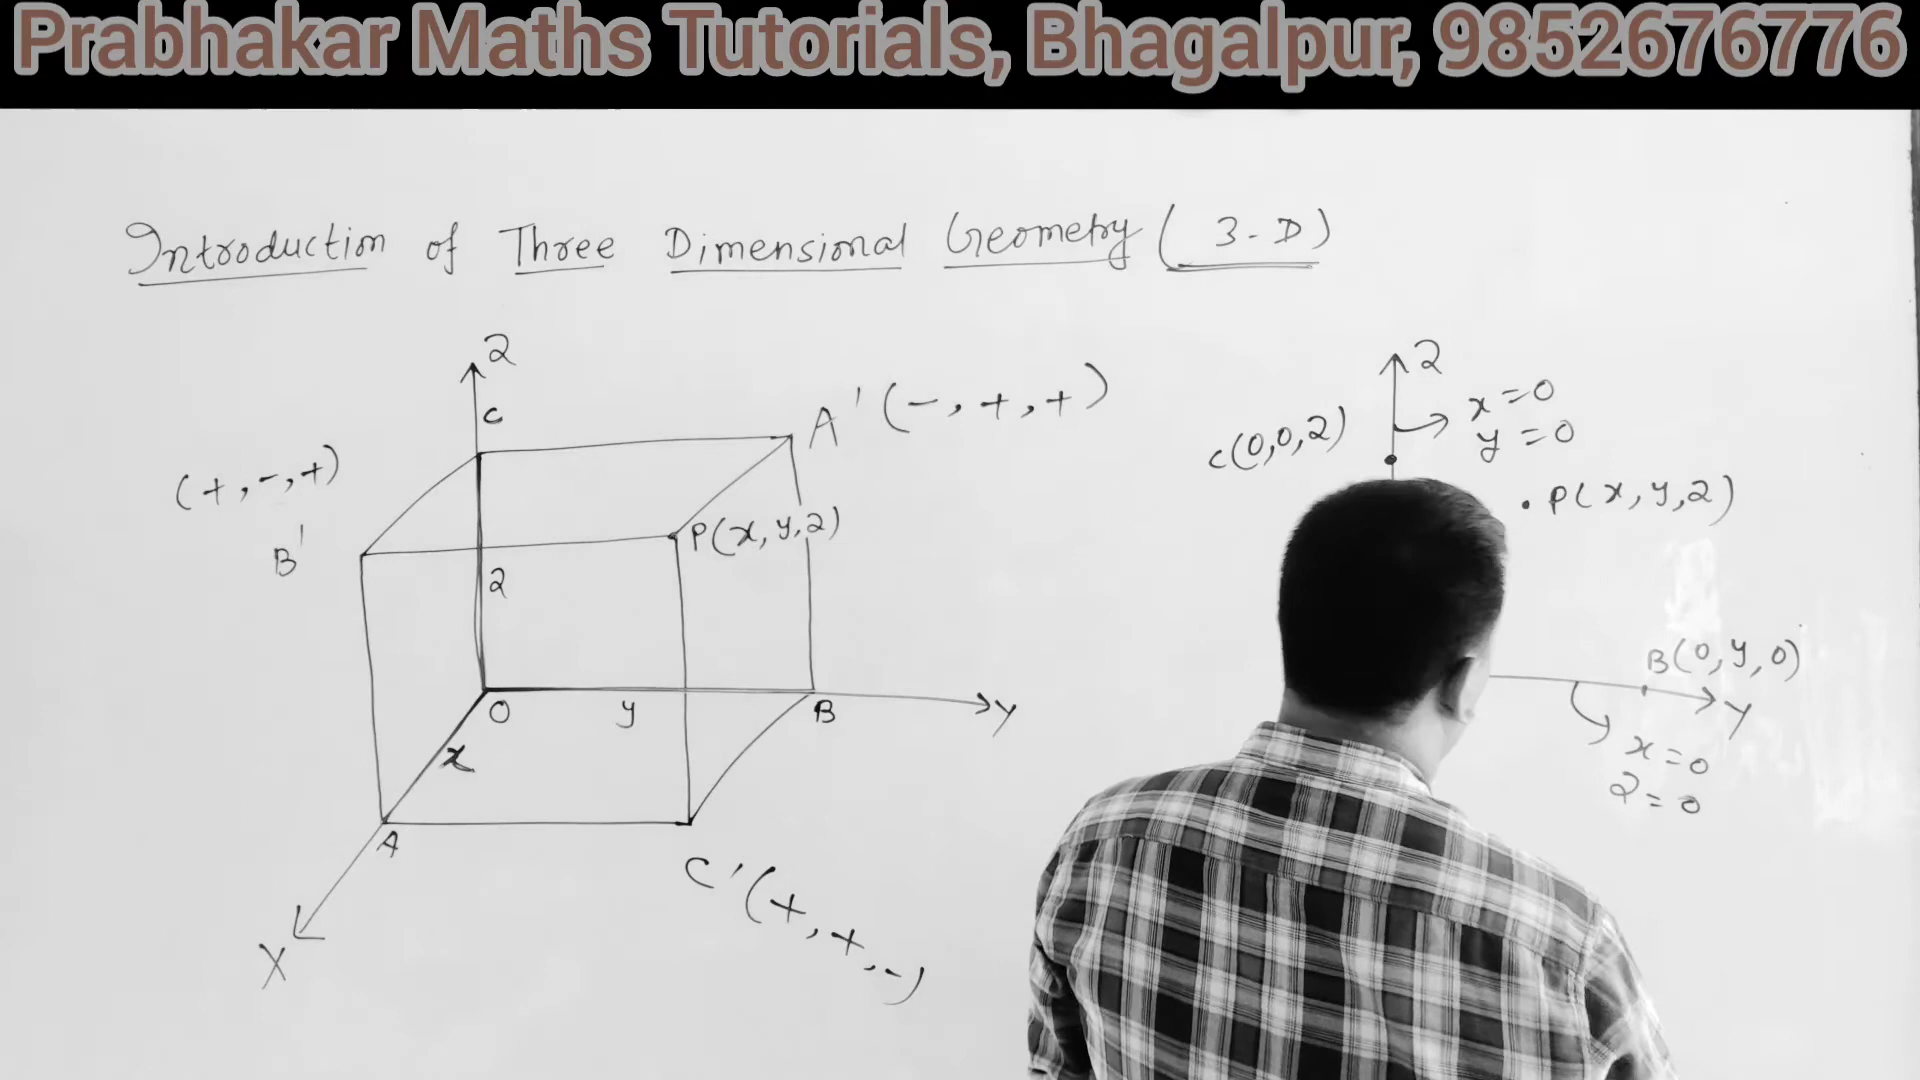 Prabhakar Maths Tutorials, Bhagalpur, 9852676776
Introduction of Three Dimensional Geometry ( 3-D )
Z
C
A' (-, +, +)
(+, -, +)
B'
P(x, y, z)
z
O
y
B
Y
x
A
X
C' (+, +, -)
Z
x = 0
y = 0
C(0,0,z)
. P(x, y, z)
B(0, y, 0)
Y
x = 0
z = 0